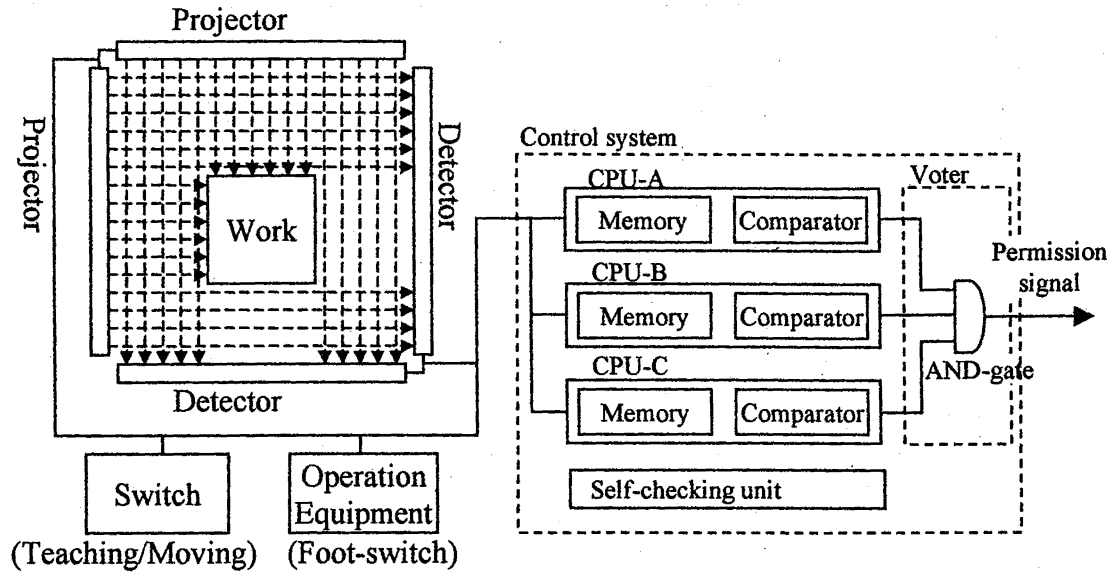 Projector
Projector
Detector
Work
Detector
Switch
(Teaching/Moving)
Operation
Equipment
(Foot-switch)
Control system
CPU-A
Memory
Comparator
CPU-B
Memory
Comparator
CPU-C
Memory
Comparator
Self-checking unit
Voter
AND-gate
Permission
signal